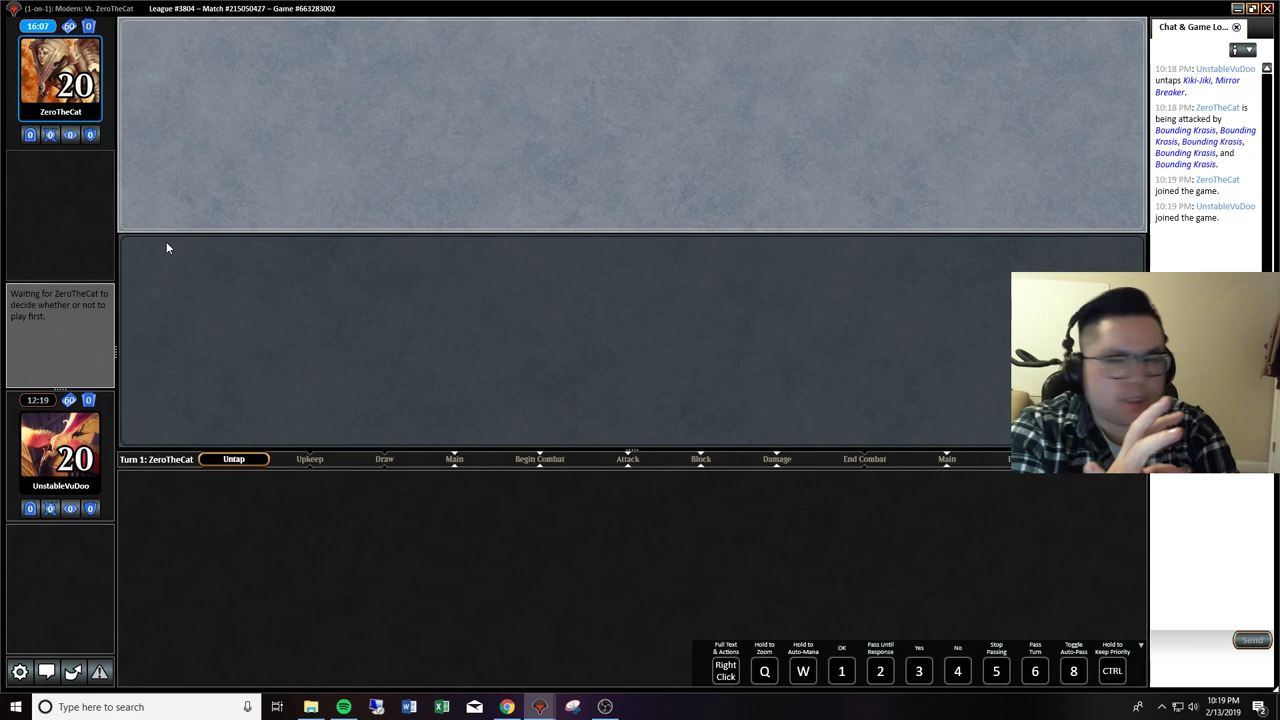 (1-on-1): Modern: Vs. ZeroTheCat
League #3804 – Match #215050427 - Game #663283002
16:07
60
0
20
ZeroTheCat
0
0
0
0
Waiting for ZeroTheCat to
decide whether or not to
play first.
12:19
60
0
20
UnstableVuDoo
0
0
0
0
Turn 1: ZeroTheCat
Untap
Upkeep
Draw
Main
Begin Combat
Attack
Block
Damage
End Combat
Main
Chat & Game Lo...
10:18 PM: UnstableVuDoo
untaps Kiki-Jiki, Mirror
Breaker.
10:18 PM: ZeroTheCat is
being attacked by
Bounding Krasis, Bounding
Krasis, Bounding Krasis,
Bounding Krasis, and
Bounding Krasis.
10:19 PM: ZeroTheCat
joined the game.
10:19 PM: UnstableVuDoo
joined the game.
Send
Full Text
& Actions
Right
Click
Hold to
Zoom
Q
Hold to
Auto-Mana
W
OK
1
Pass Until
Response
2
Yes
3
No
4
Stop
Passing
5
Pass
Turn
6
Toggle
Auto-Pass
8
Hold to
Keep Priority
CTRL
Type here to search
10:19 PM
2/13/2019
2